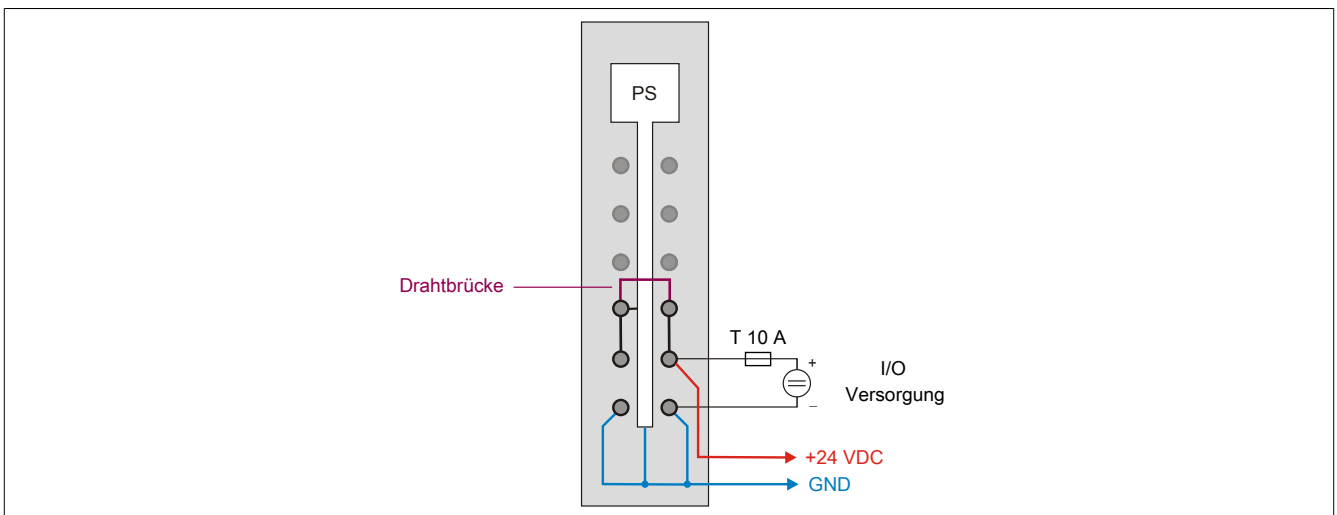 PS
Drahtbrücke
T 10 A
+
I/O
Versorgung
–
+24 VDC
GND